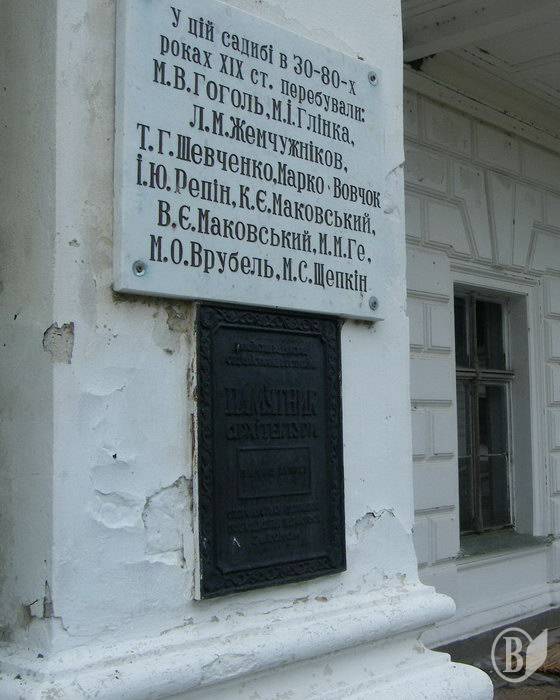 У цій садибі в 30-80-х
роках XIX ст. перебували:
М.В.Гоголь, М.І.Глінка,
Л.М.Жемчужніков,
Т.Г.Шевченко, Марко Вовчок
І.Ю.Рєпін, К.Є.Маковський,
В.Є.Маковський, М.М.Ге,
М.О.Врубель, М.С.Щепкін
ПАМ'ЯТНИК
АРХІТЕКТУРИ
В